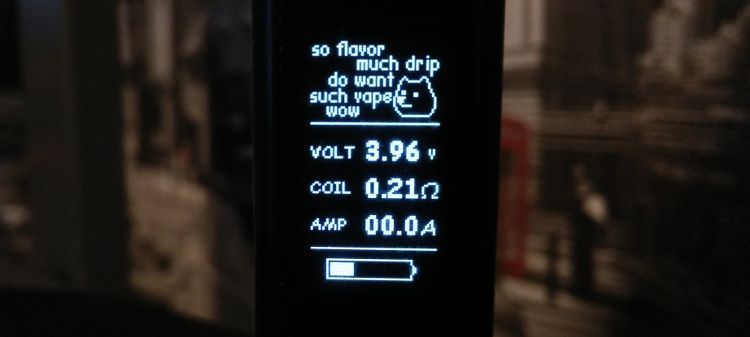 so flavor
much drip
do want
such vape
wow
VOLT 3.96 V
COIL 0.21Ω
AMP 00.0A